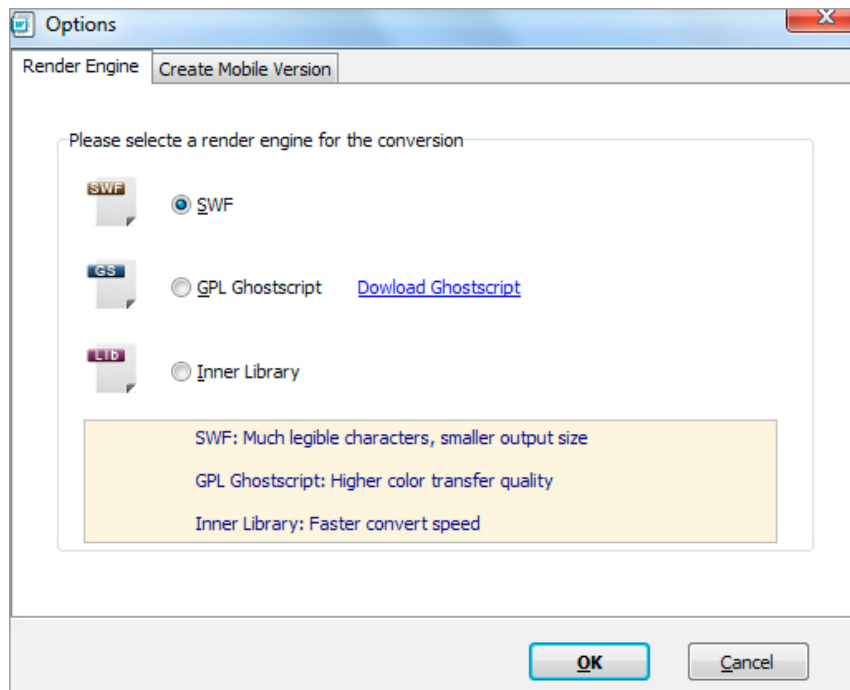 Options
Render Engine
Create Mobile Version
Please selecte a render engine for the conversion
SWF
SWF
GS
GPL Ghostscript
Dowload Ghostscript
Lib
Inner Library
SWF: Much legible characters, smaller output size
GPL Ghostscript: Higher color transfer quality
Inner Library: Faster convert speed
OK
Cancel